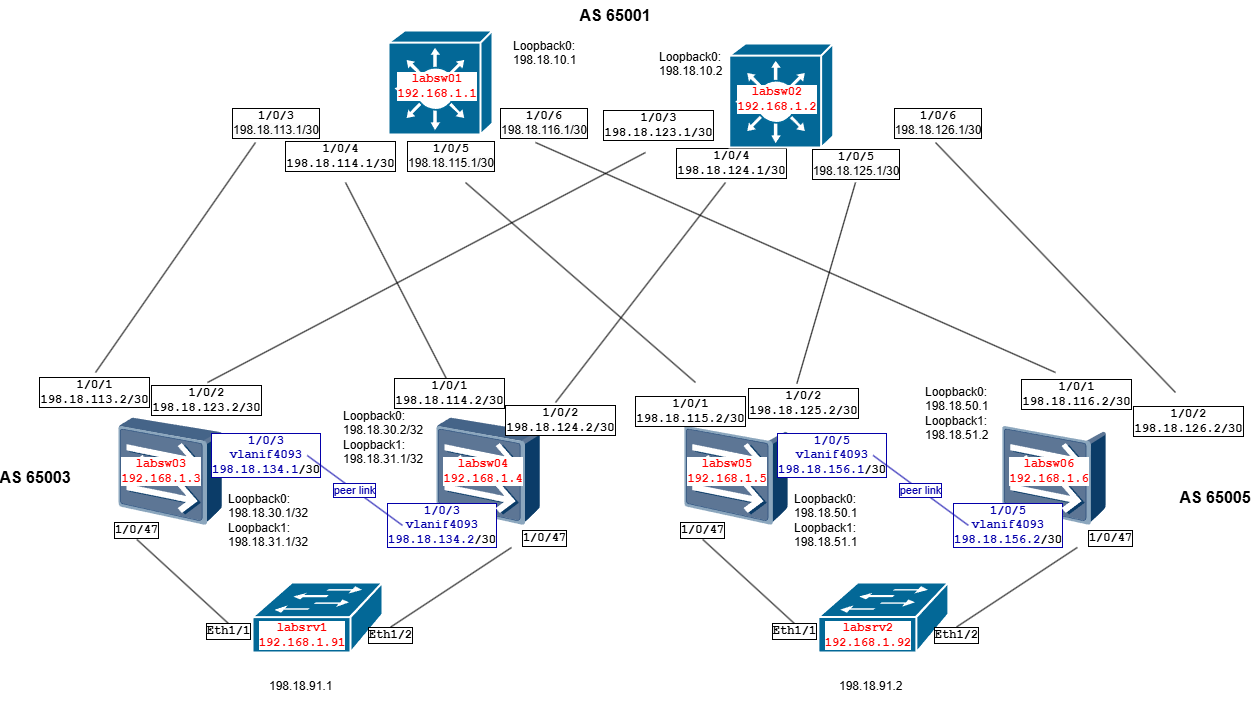 AS 65001
Loopback0:
198.18.10.1
labsw01
192.168.1.1
Loopback0:
198.18.10.2
labsw02
192.168.1.2
1/0/3
198.18.113.1/30
1/0/4
198.18.114.1/30
1/0/5
198.18.115.1/30
1/0/6
198.18.116.1/30
1/0/3
198.18.123.1/30
1/0/4
198.18.124.1/30
1/0/5
198.18.125.1/30
1/0/6
198.18.126.1/30
1/0/1
198.18.113.2/30
1/0/2
198.18.123.2/30
1/0/1
198.18.114.2/30
1/0/2
198.18.124.2/30
1/0/1
198.18.115.2/30
1/0/2
198.18.125.2/30
1/0/1
198.18.116.2/30
1/0/2
198.18.126.2/30
AS 65003
labsw03
192.168.1.3
1/0/3
vlanif4093
198.18.134.1/30
Loopback0:
198.18.30.1/32
Loopback1:
198.18.31.1/32
peer link
Loopback0:
198.18.30.2/32
Loopback1:
198.18.31.1/32
labsw04
192.168.1.4
1/0/3
vlanif4093
198.18.134.2/30
labsw05
192.168.1.5
1/0/5
vlanif4093
198.18.156.1/30
Loopback0:
198.18.50.1
Loopback1:
198.18.51.1
peer link
Loopback0:
198.18.50.1
Loopback1:
198.18.51.2
labsw06
192.168.1.6
1/0/5
vlanif4093
198.18.156.2/30
AS 65005
1/0/47
1/0/47
1/0/47
1/0/47
Eth1/1
labsrv1
192.168.1.91
Eth1/2
Eth1/1
labsrv2
192.168.1.92
Eth1/2
198.18.91.1
198.18.91.2